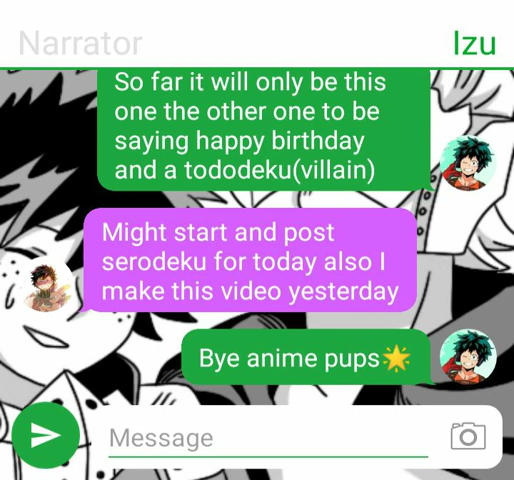 Narrator Izu
So far it will only be this
one the other one to be
saying happy birthday
and a tododeku(villain)
Might start and post
serodeku for today also I
make this video yesterday
Bye anime pups🌟
Message